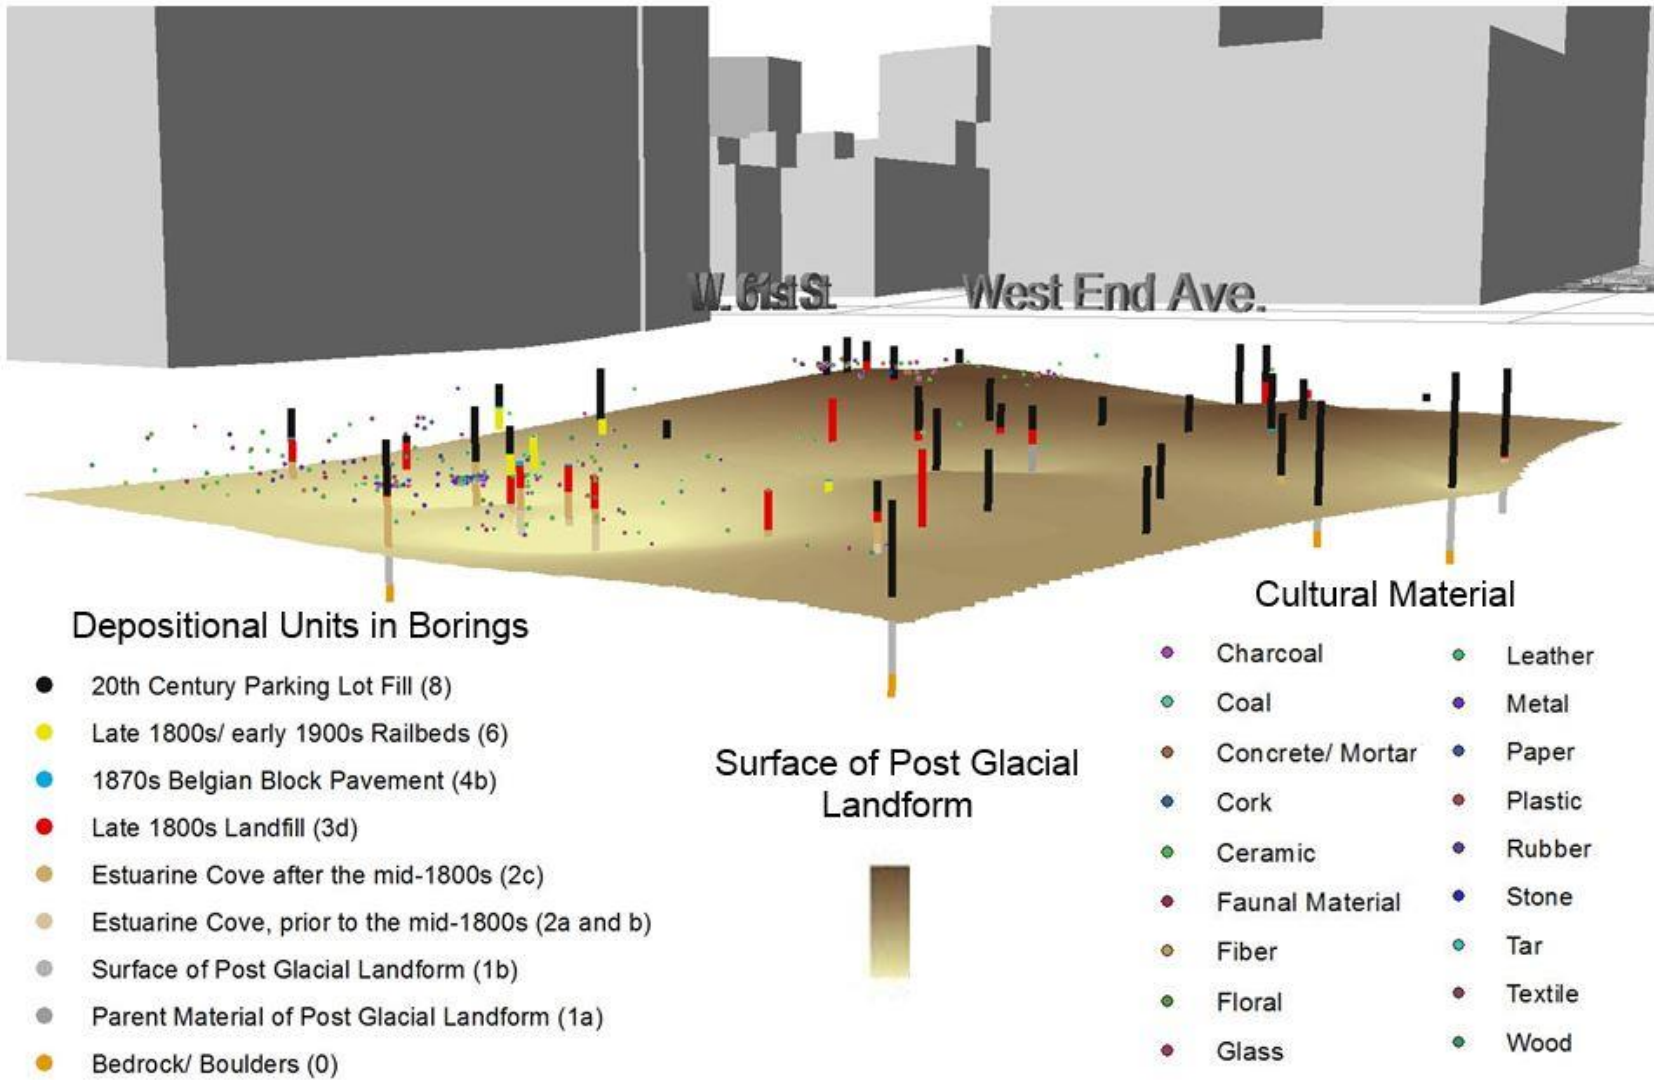 W. 61st St.
West End Ave.
Depositional Units in Borings
20th Century Parking Lot Fill (8)
Late 1800s/ early 1900s Railbeds (6)
1870s Belgian Block Pavement (4b)
Late 1800s Landfill (3d)
Estuarine Cove after the mid-1800s (2c)
Estuarine Cove, prior to the mid-1800s (2a and b)
Surface of Post Glacial Landform (1b)
Parent Material of Post Glacial Landform (1a)
Bedrock/ Boulders (0)
Surface of Post Glacial
Landform
Cultural Material
Charcoal
Coal
Concrete/ Mortar
Cork
Ceramic
Faunal Material
Fiber
Floral
Glass
Leather
Metal
Paper
Plastic
Rubber
Stone
Tar
Textile
Wood